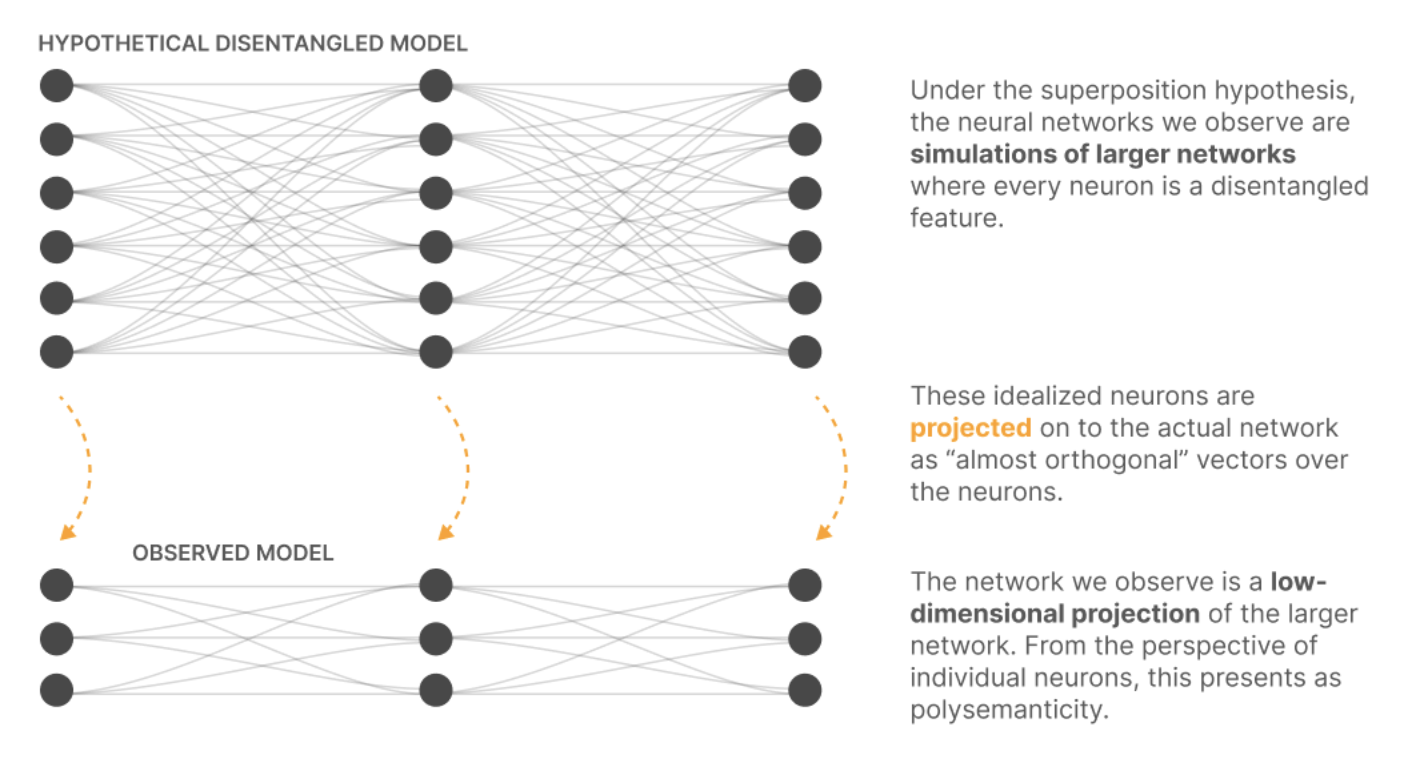 HYPOTHETICAL DISENTANGLED MODEL
Under the superposition hypothesis,
the neural networks we observe are
simulations of larger networks
where every neuron is a disentangled
feature.
These idealized neurons are
projected on to the actual network
as “almost orthogonal” vectors over
the neurons.
OBSERVED MODEL
The network we observe is a low-
dimensional projection of the larger
network. From the perspective of
individual neurons, this presents as
polysemanticity.